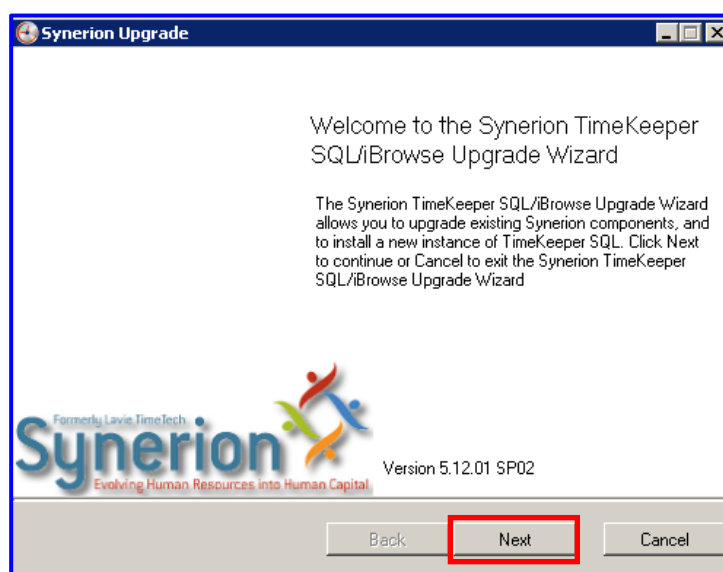 Synerion Upgrade
Welcome to the Synerion TimeKeeper
SQL/iBrowse Upgrade Wizard
The Synerion TimeKeeper SQL/iBrowse Upgrade Wizard
allows you to upgrade existing Synerion components, and
to install a new instance of TimeKeeper SQL. Click Next
to continue or Cancel to exit the Synerion TimeKeeper
SQL/iBrowse Upgrade Wizard
Formerly Lavie TimeTech
Synerion
Evolving Human Resources into Human Capital
Version 5.12.01 SP02
Back
Next
Cancel